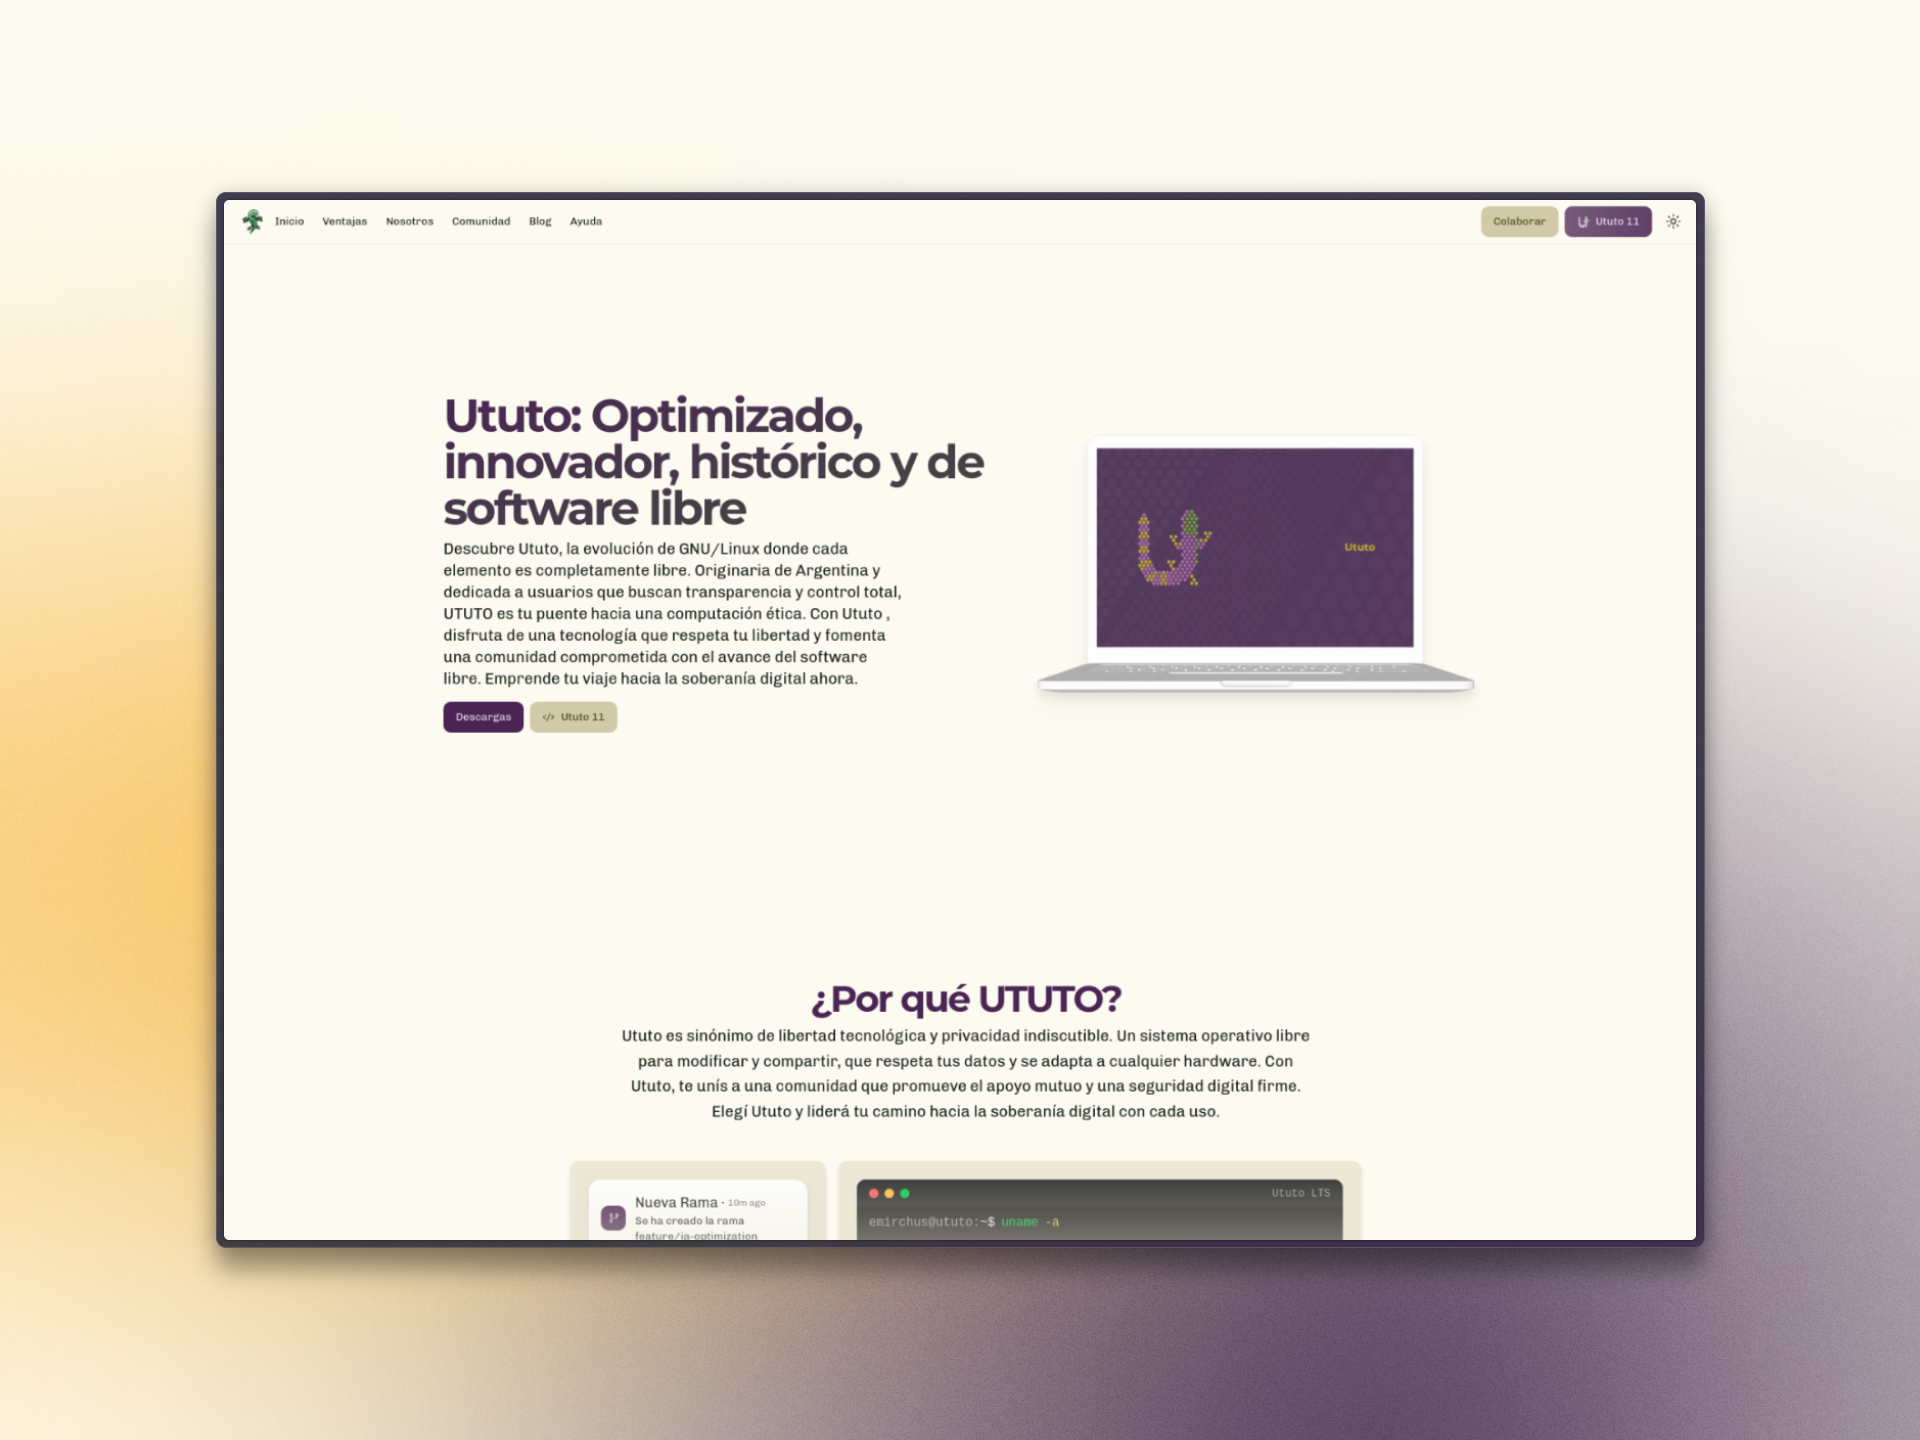 Inicio Ventajas Nosotros Comunidad Blog Ayuda
Colaborar Ututo 11
Ututo: Optimizado,
innovador, histórico y de
software libre
Descubre Ututo, la evolución de GNU/Linux donde cada
elemento es completamente libre. Originaria de Argentina y
dedicada a usuarios que buscan transparencia y control total,
UTUTO es tu puente hacia una computación ética. Con Ututo ,
disfruta de una tecnología que respeta tu libertad y fomenta
una comunidad comprometida con el avance del software
libre. Emprende tu viaje hacia la soberanía digital ahora.
Descargas </> Ututo 11
Ututo
¿Por qué UTUTO?
Ututo es sinónimo de libertad tecnológica y privacidad indiscutible. Un sistema operativo libre
para modificar y compartir, que respeta tus datos y se adapta a cualquier hardware. Con
Ututo, te unís a una comunidad que promueve el apoyo mutuo y una seguridad digital firme.
Elegí Ututo y liderá tu camino hacia la soberanía digital con cada uso.
Nueva Rama · 10m ago
Se ha creado la rama
feature/ia-optimization
Ututo LTS
emirchus@ututo:~$ uname -a